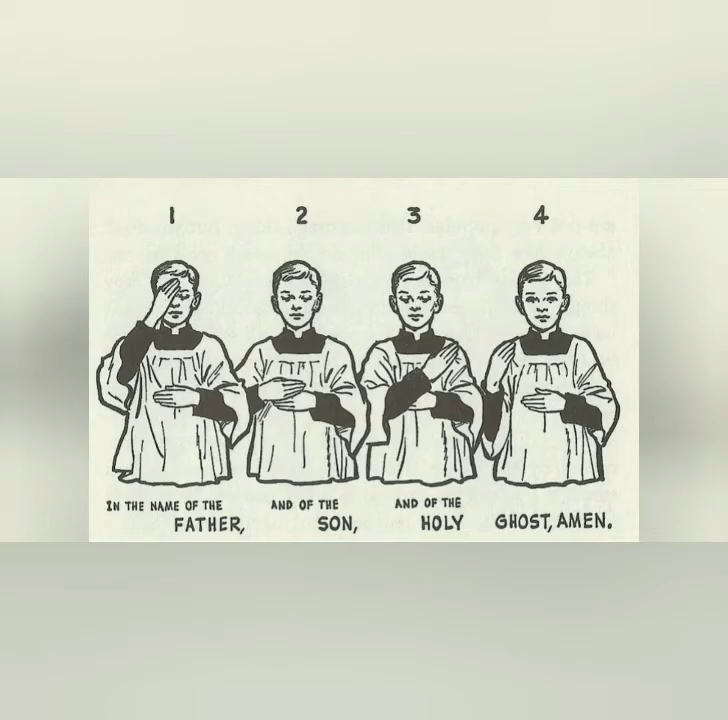 1 2 3 4
IN THE NAME OF THE FATHER,
AND OF THE SON,
AND OF THE HOLY
GHOST, AMEN.